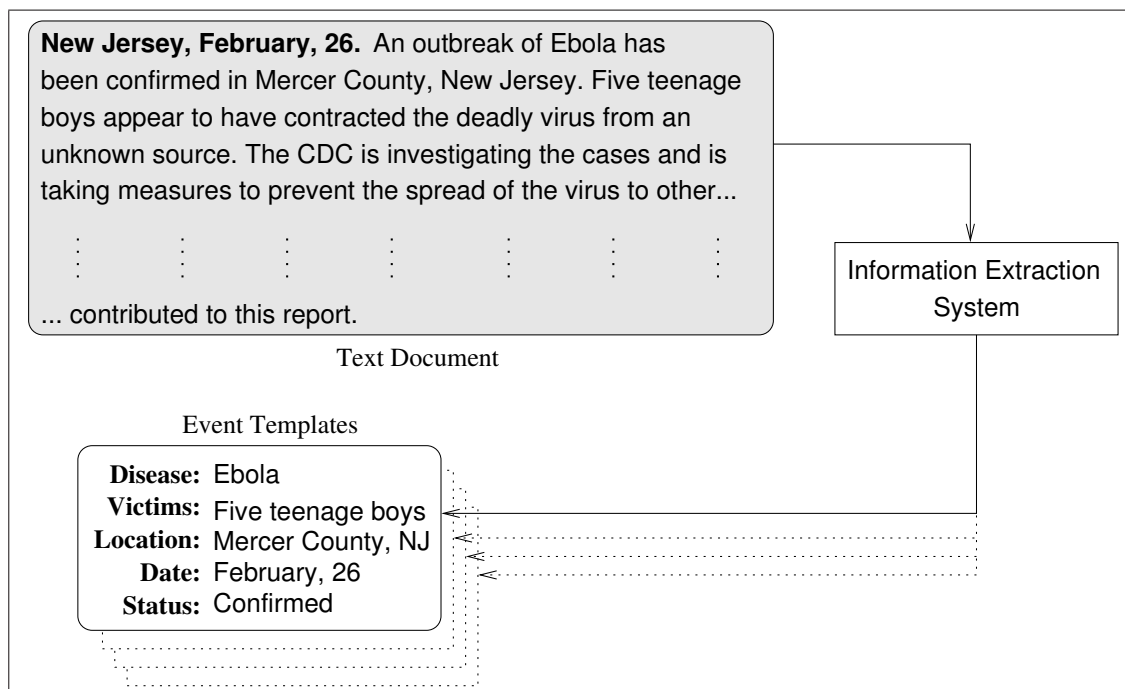 New Jersey, February, 26. An outbreak of Ebola has
been confirmed in Mercer County, New Jersey. Five teenage
boys appear to have contracted the deadly virus from an
unknown source. The CDC is investigating the cases and is
taking measures to prevent the spread of the virus to other...
... contributed to this report.
Text Document
Information Extraction
System
Event Templates
Disease: Ebola
Victims: Five teenage boys
Location: Mercer County, NJ
Date: February, 26
Status: Confirmed